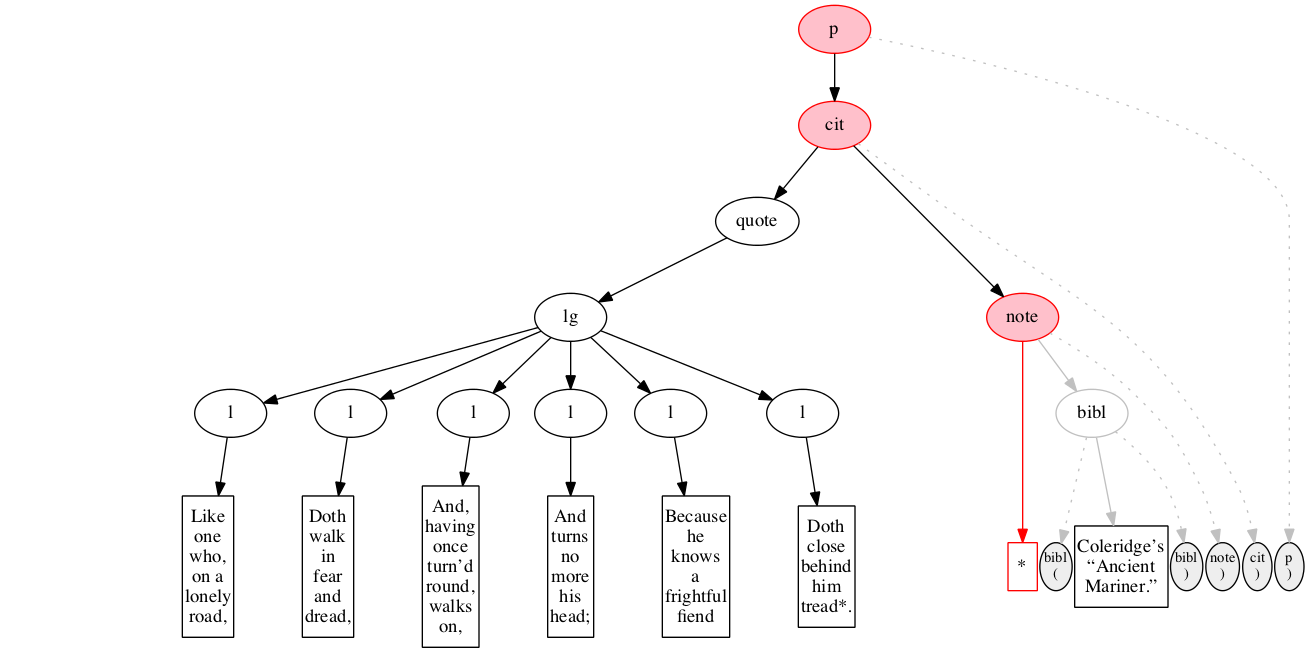 p
cit
quote
lg
note
l
l
l
l
l
l
bibl
Like
one
who,
on a
lonely
road,
Doth
walk
in
fear
and
dread,
And,
having
once
turn’d
round,
walks
on,
And
turns
no
more
his
head;
Because
he
knows
a
frightful
fiend
Doth
close
behind
him
tread*.
*
bibl
(
Coleridge’s
“Ancient
Mariner.”
bibl
)
note
)
cit
)
p
)